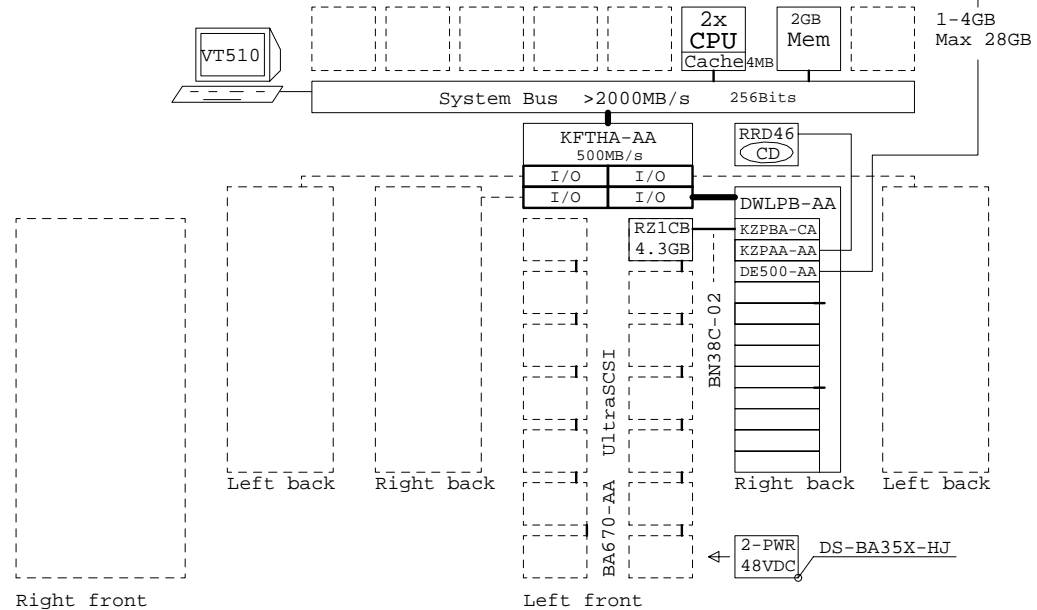 1-4GB
Max 28GB
VT510
2x
CPU
Cache 4MB
2GB
Mem
System Bus >2000MB/s 256Bits
KFTHA-AA
500MB/s
RRD46
CD
I/O I/O
I/O I/O
DWLPB-AA
RZ1CB
4.3GB
KZPBA-CA
KZPAA-AA
DE500-AA
BN38C-02
BA670-AA UltraSCSI
Left back
Right back
Right back
Left back
2-PWR
48VDC
DS-BA35X-HJ
Right front
Left front